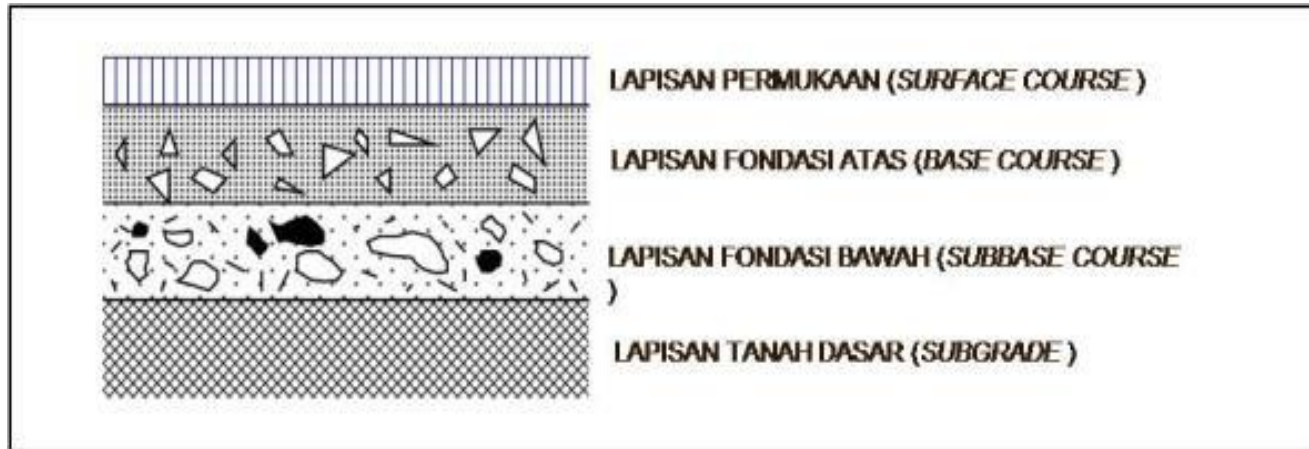 LAPISAN PERMUKAAN (SURFACE COURSE )
LAPISAN FONDASI ATAS (BASE COURSE )
LAPISAN FONDASI BAWAH (SUBBASE COURSE
)
LAPISAN TANAH DASAR (SUBGRADE )